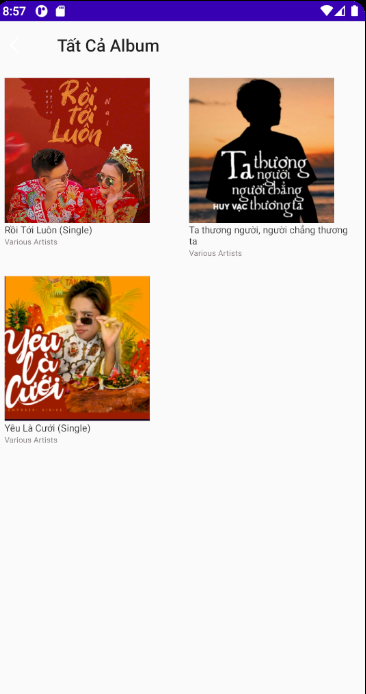 8:57
Tất Cả Album
Rồi
tới
Luôn
Nal
Rồi Tới Luôn (Single)
Various Artists
Ta thương
người
người chẳng
HUY VẠC thương ta
Ta thương người, người chẳng thương
ta
Various Artists
Yêu
là
Cưới
Yêu Là Cưới (Single)
Various Artists